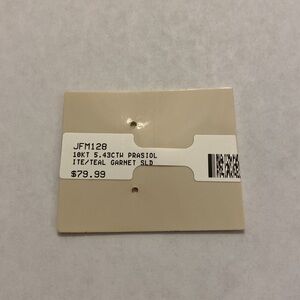 JFM128
10KT 5.43CTW PRASIOL
ITE/TEAL GARNET SLD
$79.99